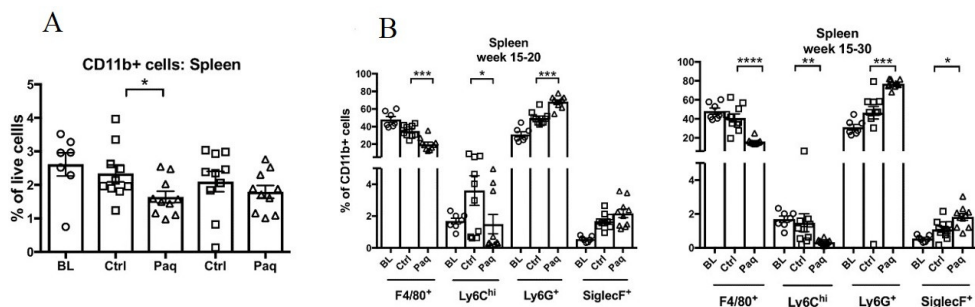 A
CD11b+ cells: Spleen
*
% of live cellls
5
4
3
2
1
0
BL Ctrl Paq Ctrl Paq
B
Spleen
week 15-20
*** * ***
% of CD11b+ cells
100
80
60
40
20
4
2
0
BL Ctrl Paq BL Ctrl Paq BL Ctrl Paq BL Ctrl Paq
F4/80+ Ly6Chi Ly6G+ SiglecF+
Spleen
week 15-30
**** ** *** *
100
80
60
40
20
4
2
0
BL Ctrl Paq BL Ctrl Paq BL Ctrl Paq BL Ctrl Paq
F4/80+ Ly6Chi Ly6G+ SiglecF+